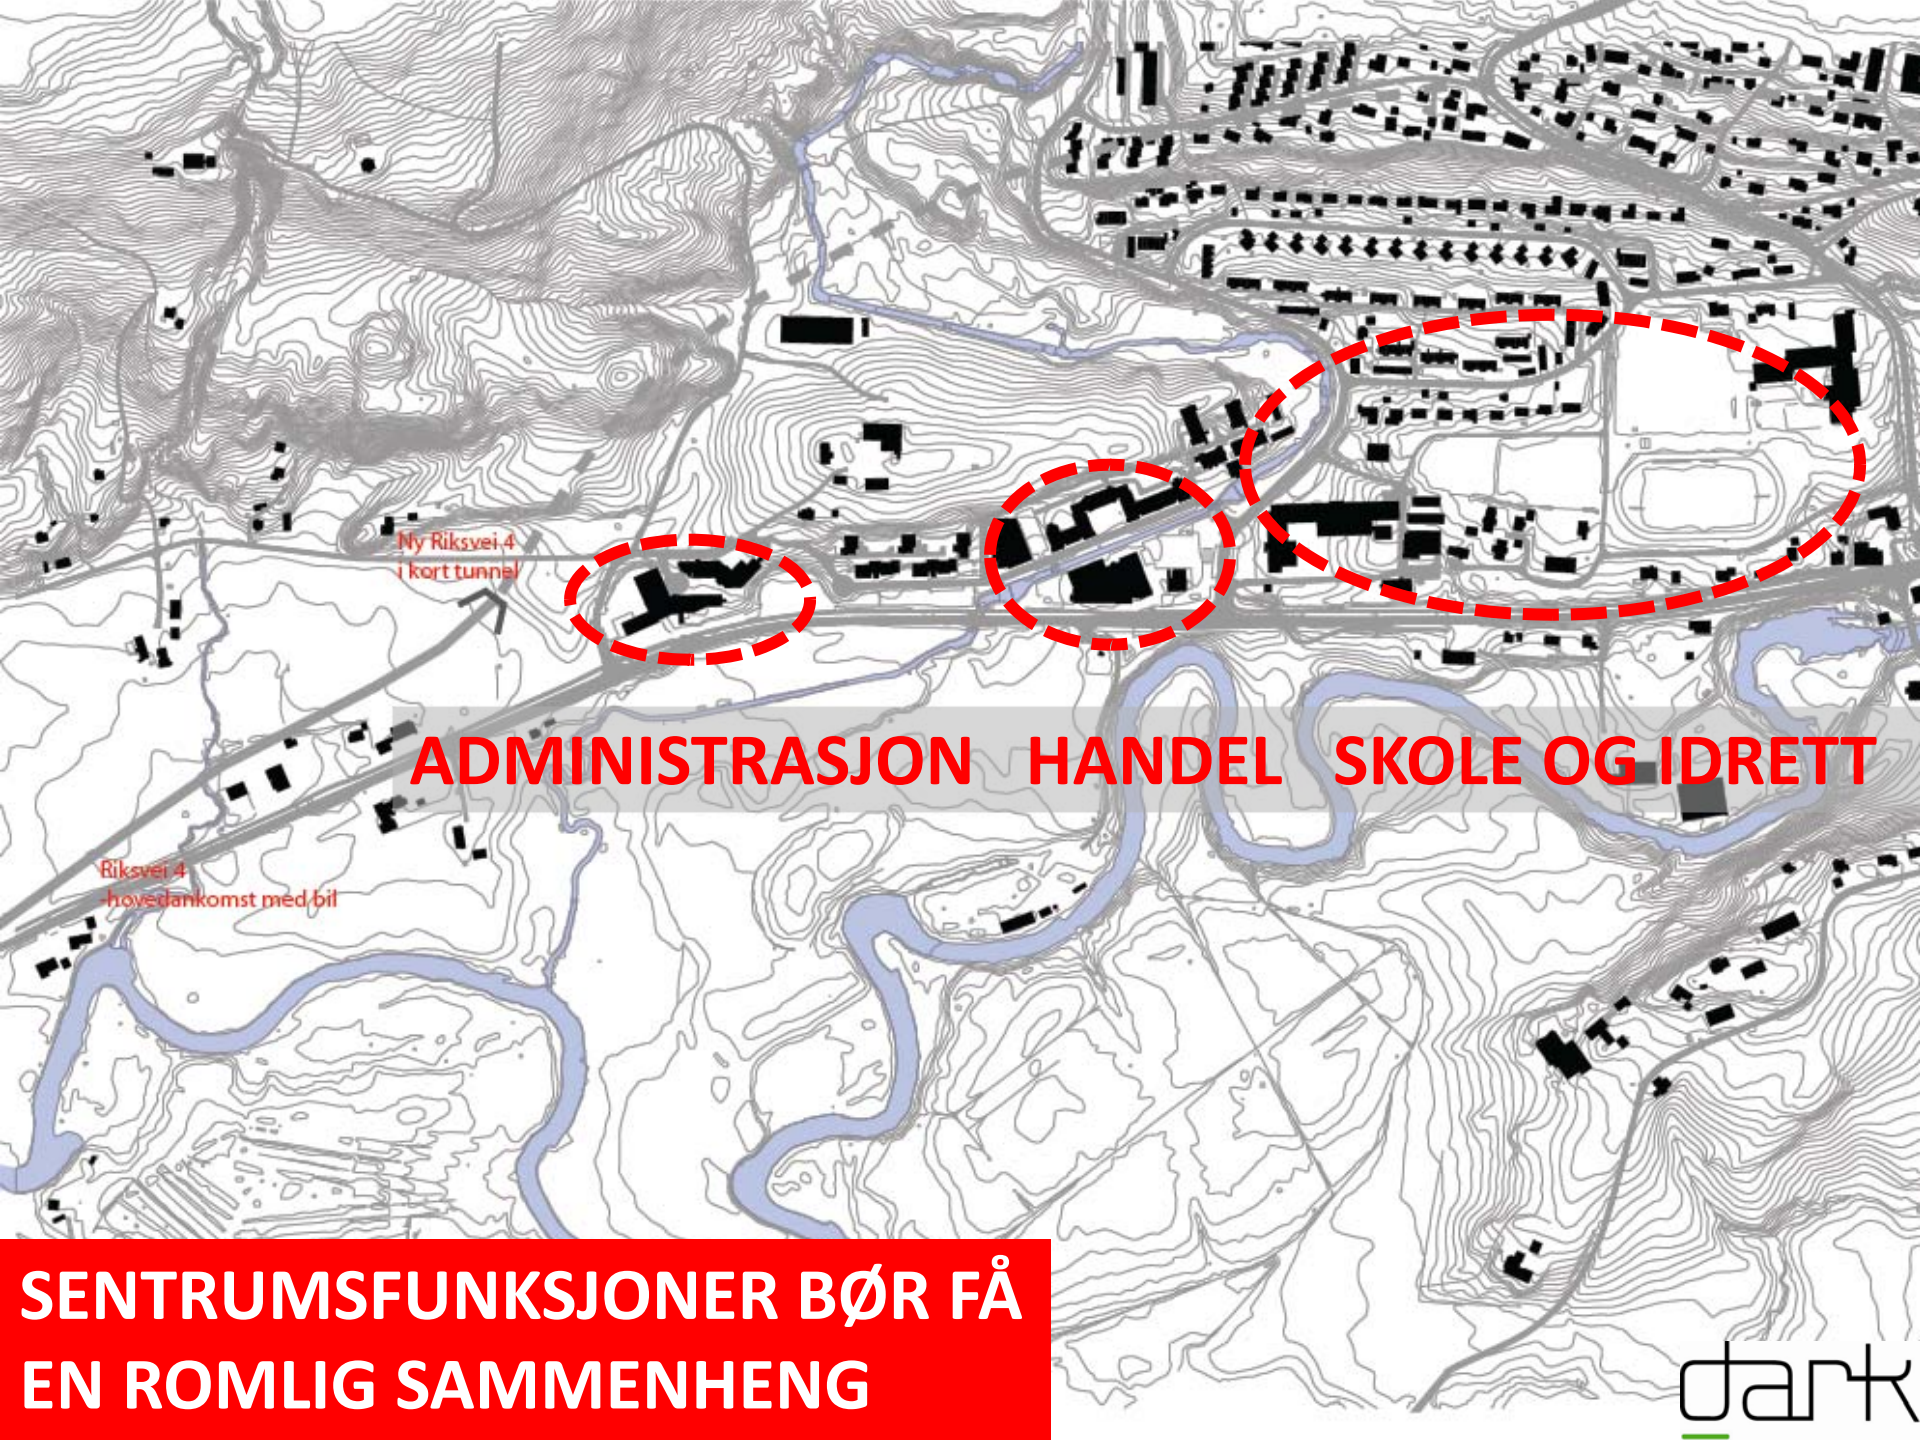 Ny Riksvei 4
i kort tunnel
ADMINISTRASJON HANDEL SKOLE OG IDRETT
Riksvei 4
-hovedankomst med bil
SENTRUMSFUNKSJONER BØR FÅ
EN ROMLIG SAMMENHENG
dark